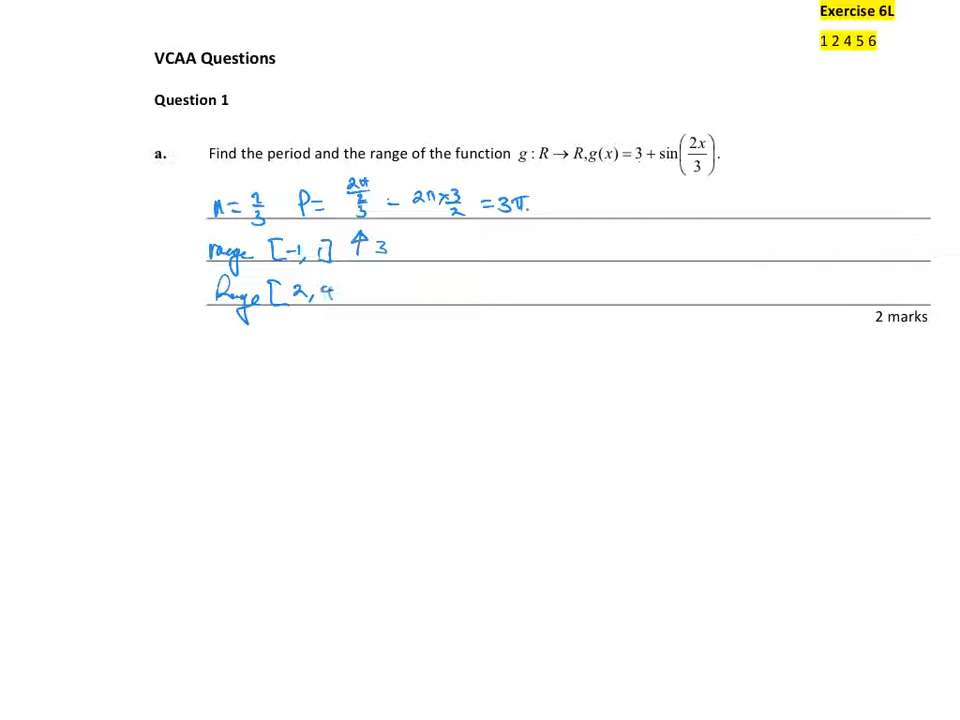 Exercise 6L
1 2 4 5 6
VCAA Questions
Question 1
a. Find the period and the range of the function g : R → R, g(x) = 3 + sin(2x/3).
n = 2/3 P = 2π/(2/3) = 2π × 3/2 = 3π.
range [-1, 1] ↑ 3
Range [2, 4
2 marks